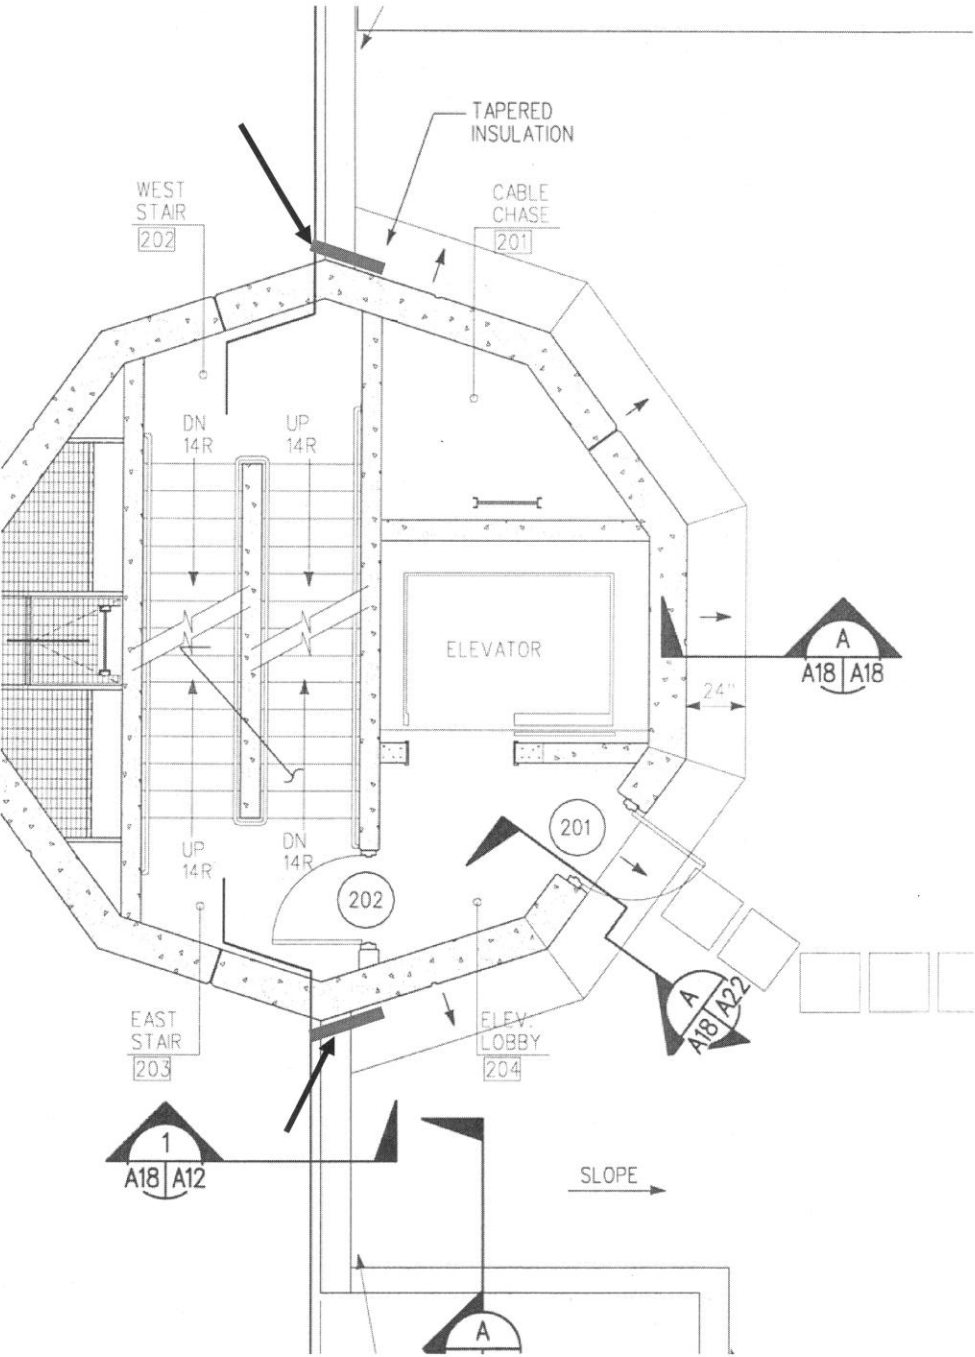 TAPERED
INSULATION
WEST
STAIR
202
CABLE
CHASE
201
DN
14R
UP
14R
ELEVATOR
A
A18 A18
24"
201
UP
14R
DN
14R
202
A
A18 A22
EAST
STAIR
203
ELEV.
LOBBY
204
1
A18 A12
SLOPE
A